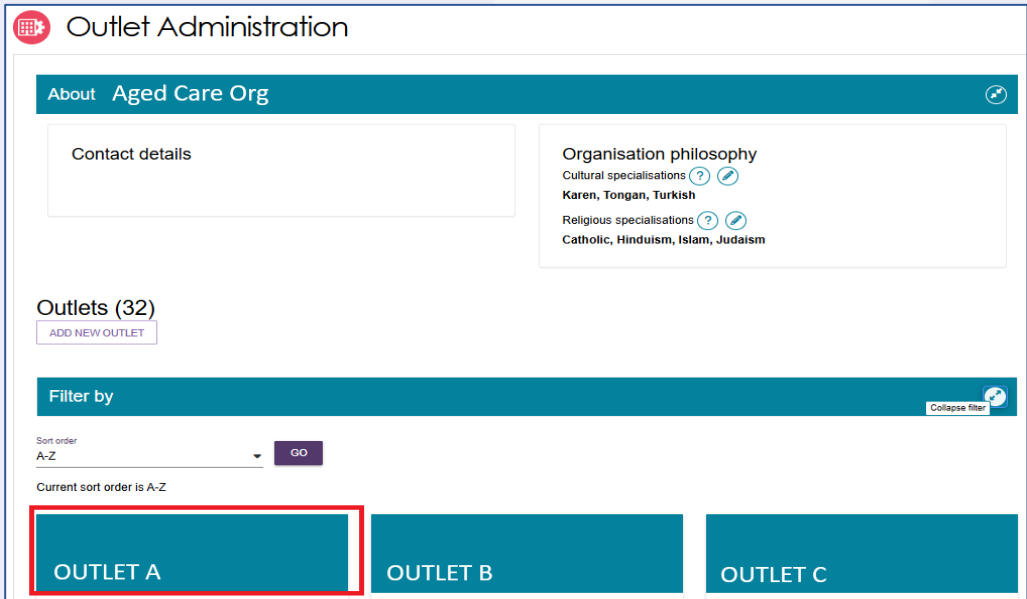 Outlet Administration
About Aged Care Org
Contact details
Organisation philosophy
Cultural specialisations ?
Karen, Tongan, Turkish
Religious specialisations ?
Catholic, Hinduism, Islam, Judaism
Outlets (32)
ADD NEW OUTLET
Filter by
Collapse filter
Sort order
A-Z
GO
Current sort order is A-Z
OUTLET A
OUTLET B
OUTLET C